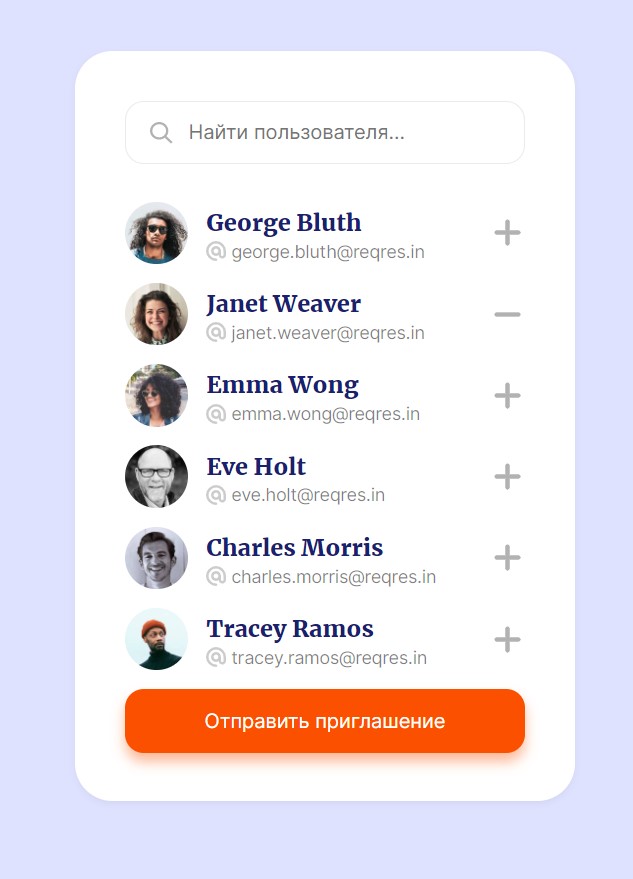 Найти пользователя...
George Bluth
@ george.bluth@reqres.in
Janet Weaver
@ janet.weaver@reqres.in
Emma Wong
@ emma.wong@reqres.in
Eve Holt
@ eve.holt@reqres.in
Charles Morris
@ charles.morris@reqres.in
Tracey Ramos
@ tracey.ramos@reqres.in
Отправить приглашение